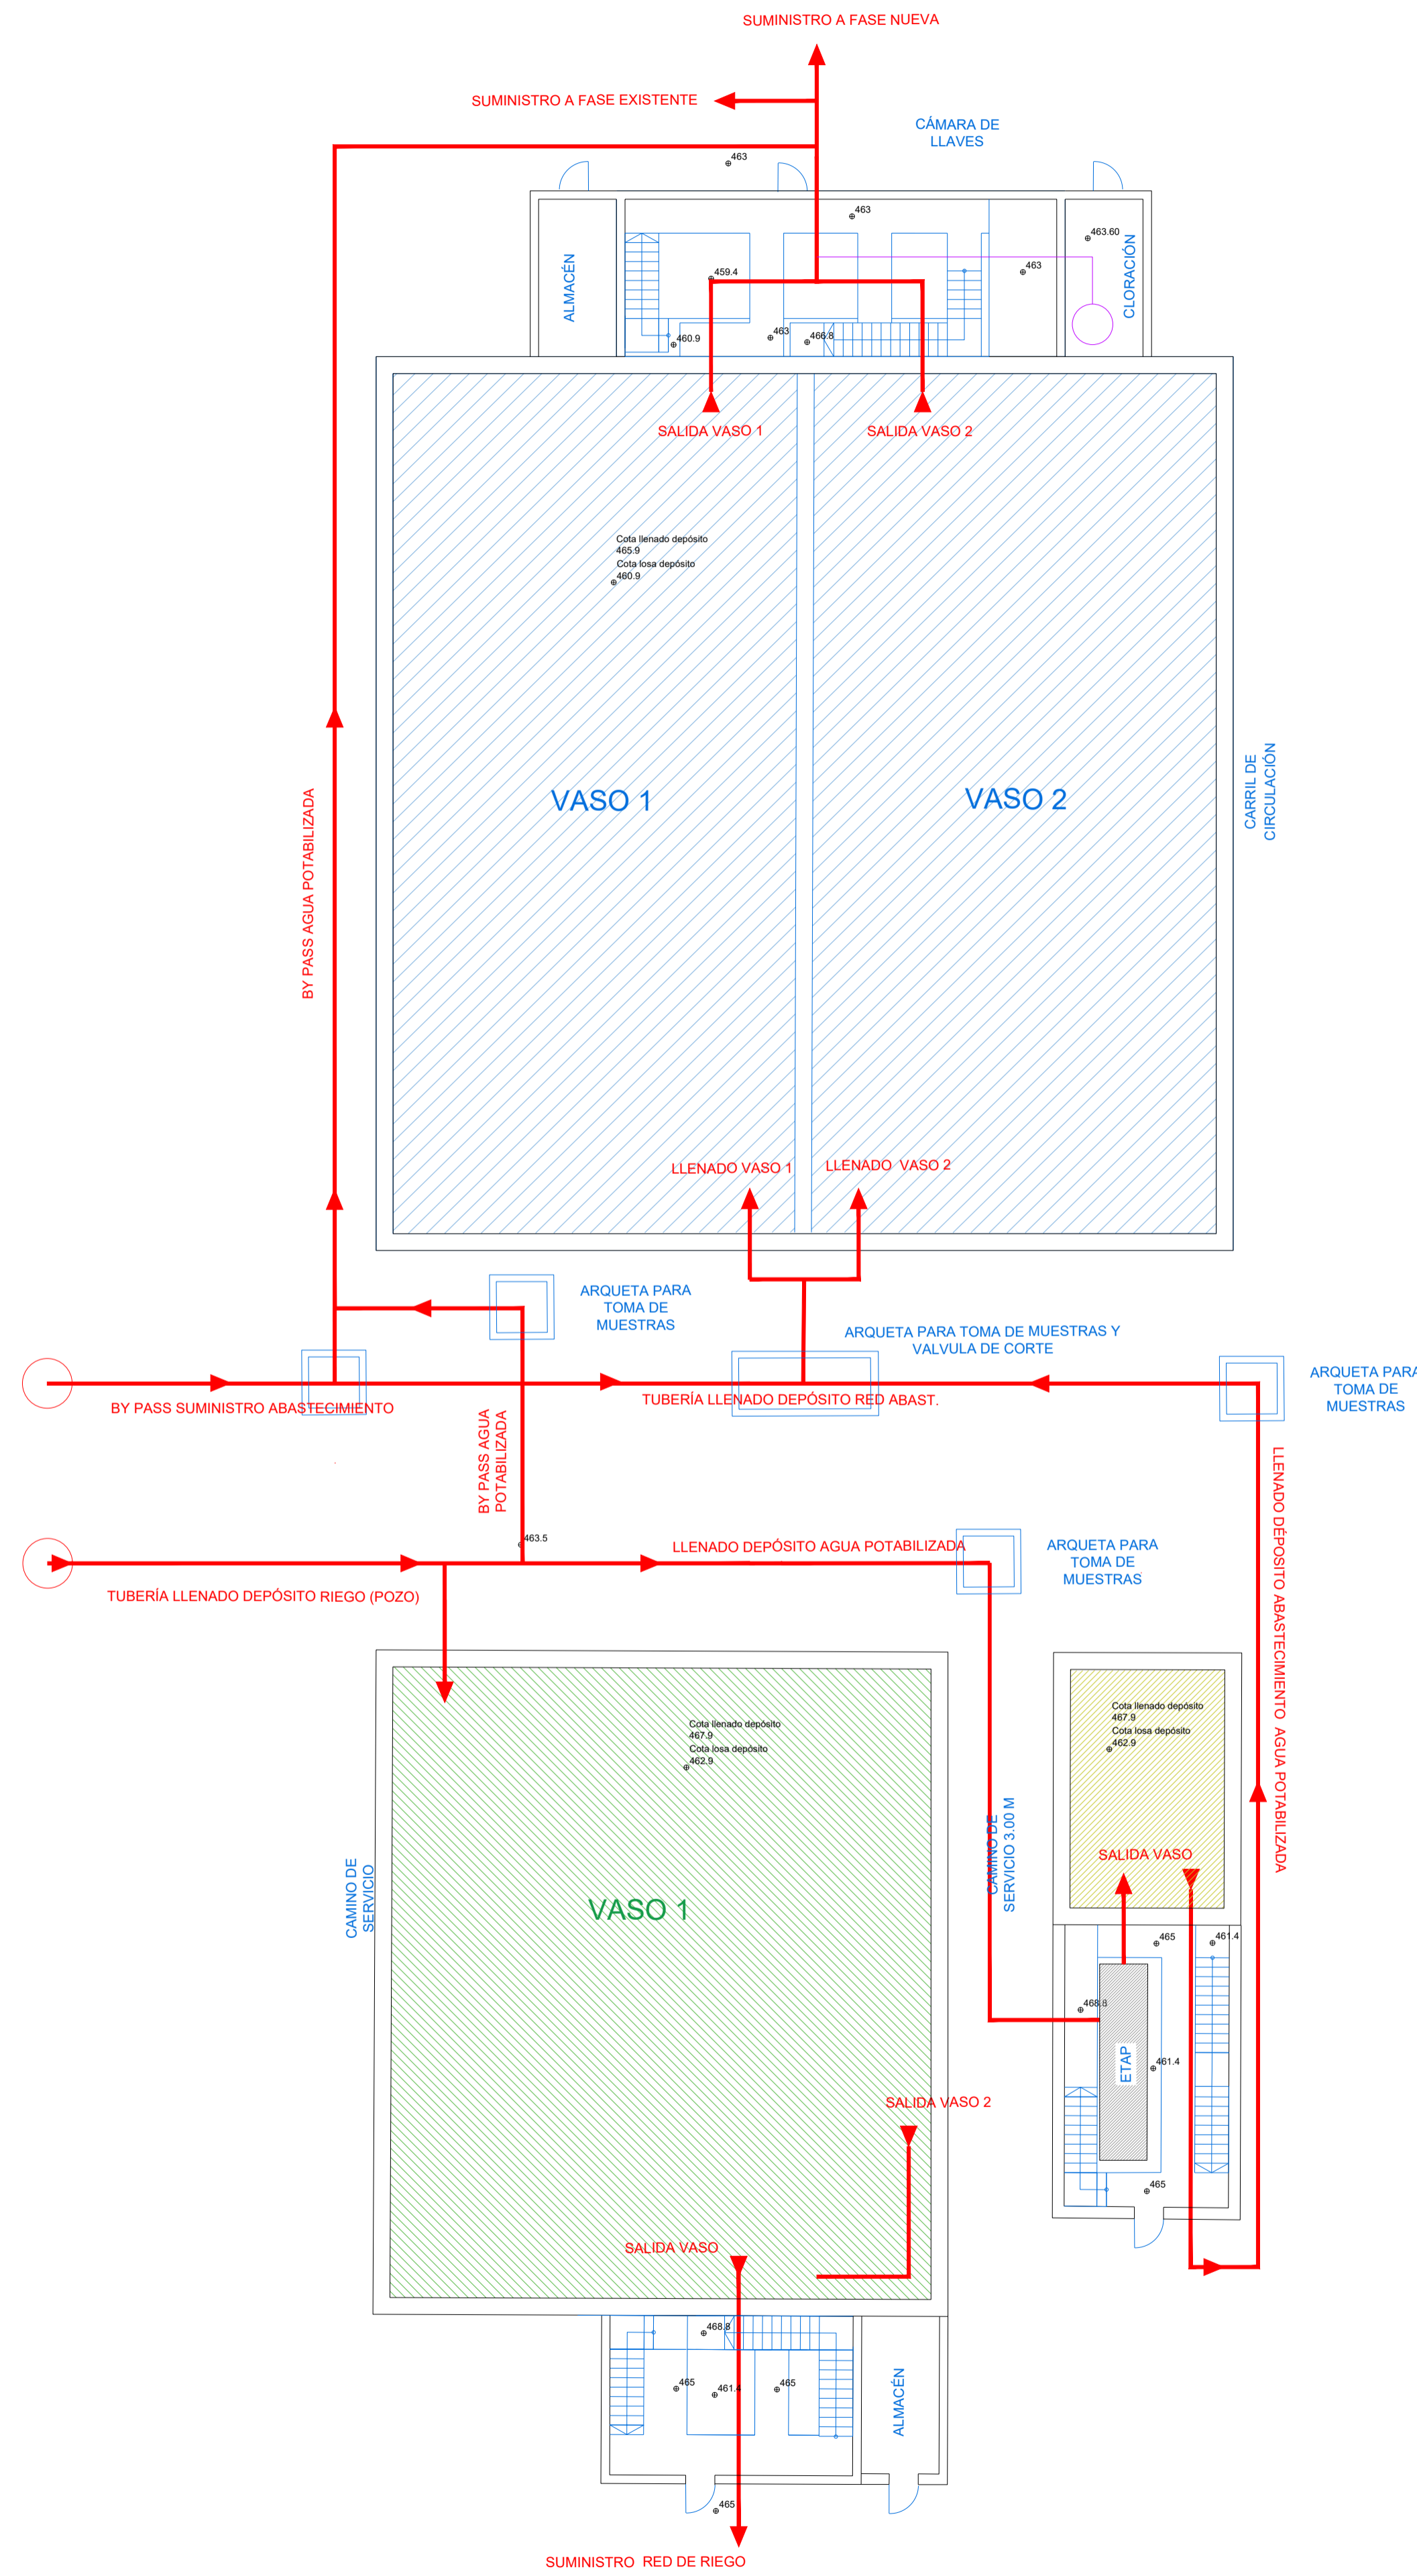 SUMINISTRO A FASE NUEVA
SUMINISTRO A FASE EXISTENTE
CÁMARA DE
LLAVES
463
463
463.60
ALMACÉN
CLORACIÓN
459.4
463
463
460.9
466.8
SALIDA VASO 1
SALIDA VASO 2
Cota llenado depósito
465.9
Cota losa depósito
460.9
VASO 1
VASO 2
CARRIL DE
CIRCULACIÓN
BY PASS AGUA POTABILIZADA
LLENADO VASO 1
LLENADO VASO 2
ARQUETA PARA
TOMA DE
MUESTRAS
ARQUETA PARA TOMA DE MUESTRAS Y
VALVULA DE CORTE
ARQUETA PARA
TOMA DE
MUESTRAS
BY PASS SUMINISTRO ABASTECIMIENTO
TUBERÍA LLENADO DEPÓSITO RED ABAST.
BY PASS AGUA
POTABILIZADA
463.5
LLENADO DEPÓSITO AGUA POTABILIZADA
ARQUETA PARA
TOMA DE
MUESTRAS
TUBERÍA LLENADO DEPÓSITO RIEGO (POZO)
LLENADO DÉPOSITO ABASTECIMIENTO AGUA POTABILIZADA
Cota llenado depósito
467.9
Cota losa depósito
462.9
Cota llenado depósito
467.9
Cota losa depósito
462.9
CAMINO DE
SERVICIO
CAMINO DE
SERVICIO 3.00 M
VASO 1
SALIDA VASO
465
461.4
468.8
ETAP
461.4
465
SALIDA VASO 2
SALIDA VASO
468.8
465
461.4
465
ALMACÉN
465
SUMINISTRO RED DE RIEGO